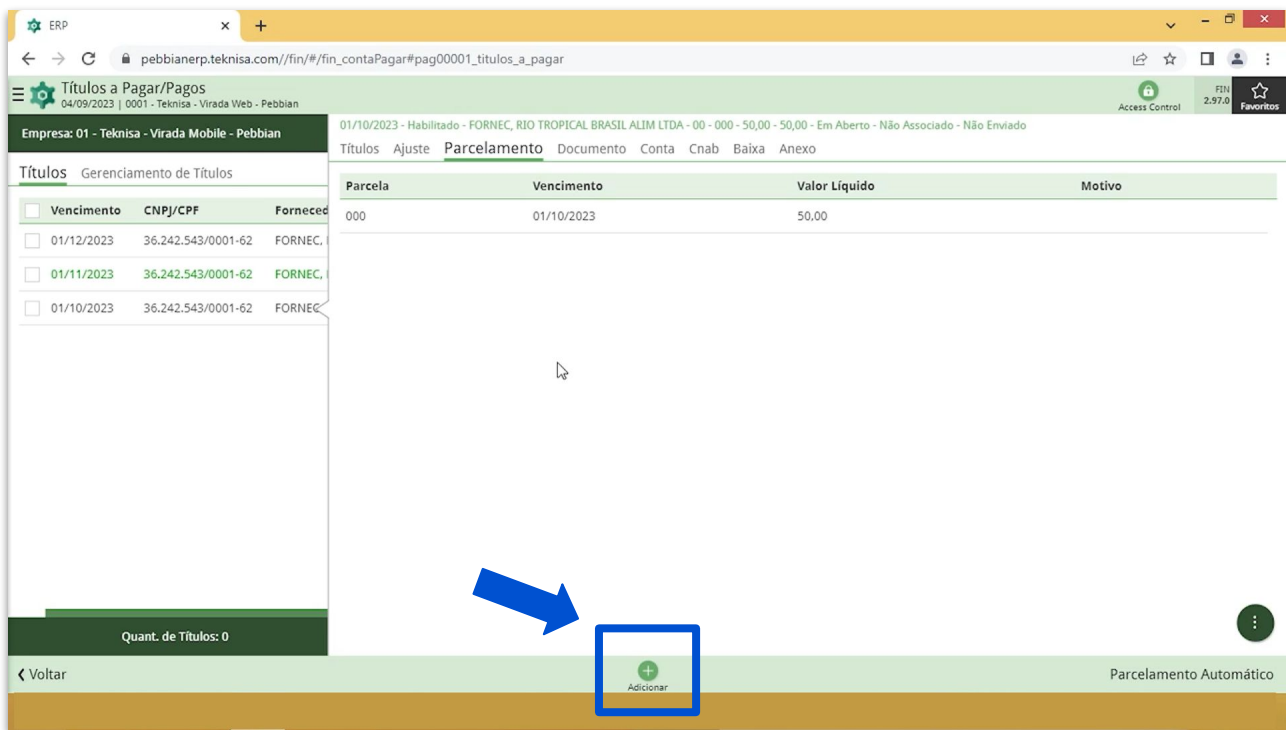 ERP
pebbianerp.teknisa.com//fin/#/fin_contaPagar#pag00001_titulos_a_pagar
Títulos a Pagar/Pagos
04/09/2023 | 0001 - Teknisa - Virada Web - Pebbian
Access Control
FIN
2.97.0
Favoritos
Empresa: 01 - Teknisa - Virada Mobile - Pebbian
01/10/2023 - Habilitado - FORNEC, RIO TROPICAL BRASIL ALIM LTDA - 00 - 000 - 50,00 - 50,00 - Em Aberto - Não Associado - Não Enviado
Títulos Ajuste Parcelamento Documento Conta Cnab Baixa Anexo
Títulos Gerenciamento de Títulos
Parcela Vencimento Valor Líquido Motivo
000 01/10/2023 50,00
Vencimento CNPJ/CPF Forneced
01/12/2023 36.242.543/0001-62 FORNEC,
01/11/2023 36.242.543/0001-62 FORNEC,
01/10/2023 36.242.543/0001-62 FORNEC
Quant. de Títulos: 0
Voltar
Adicionar
Parcelamento Automático